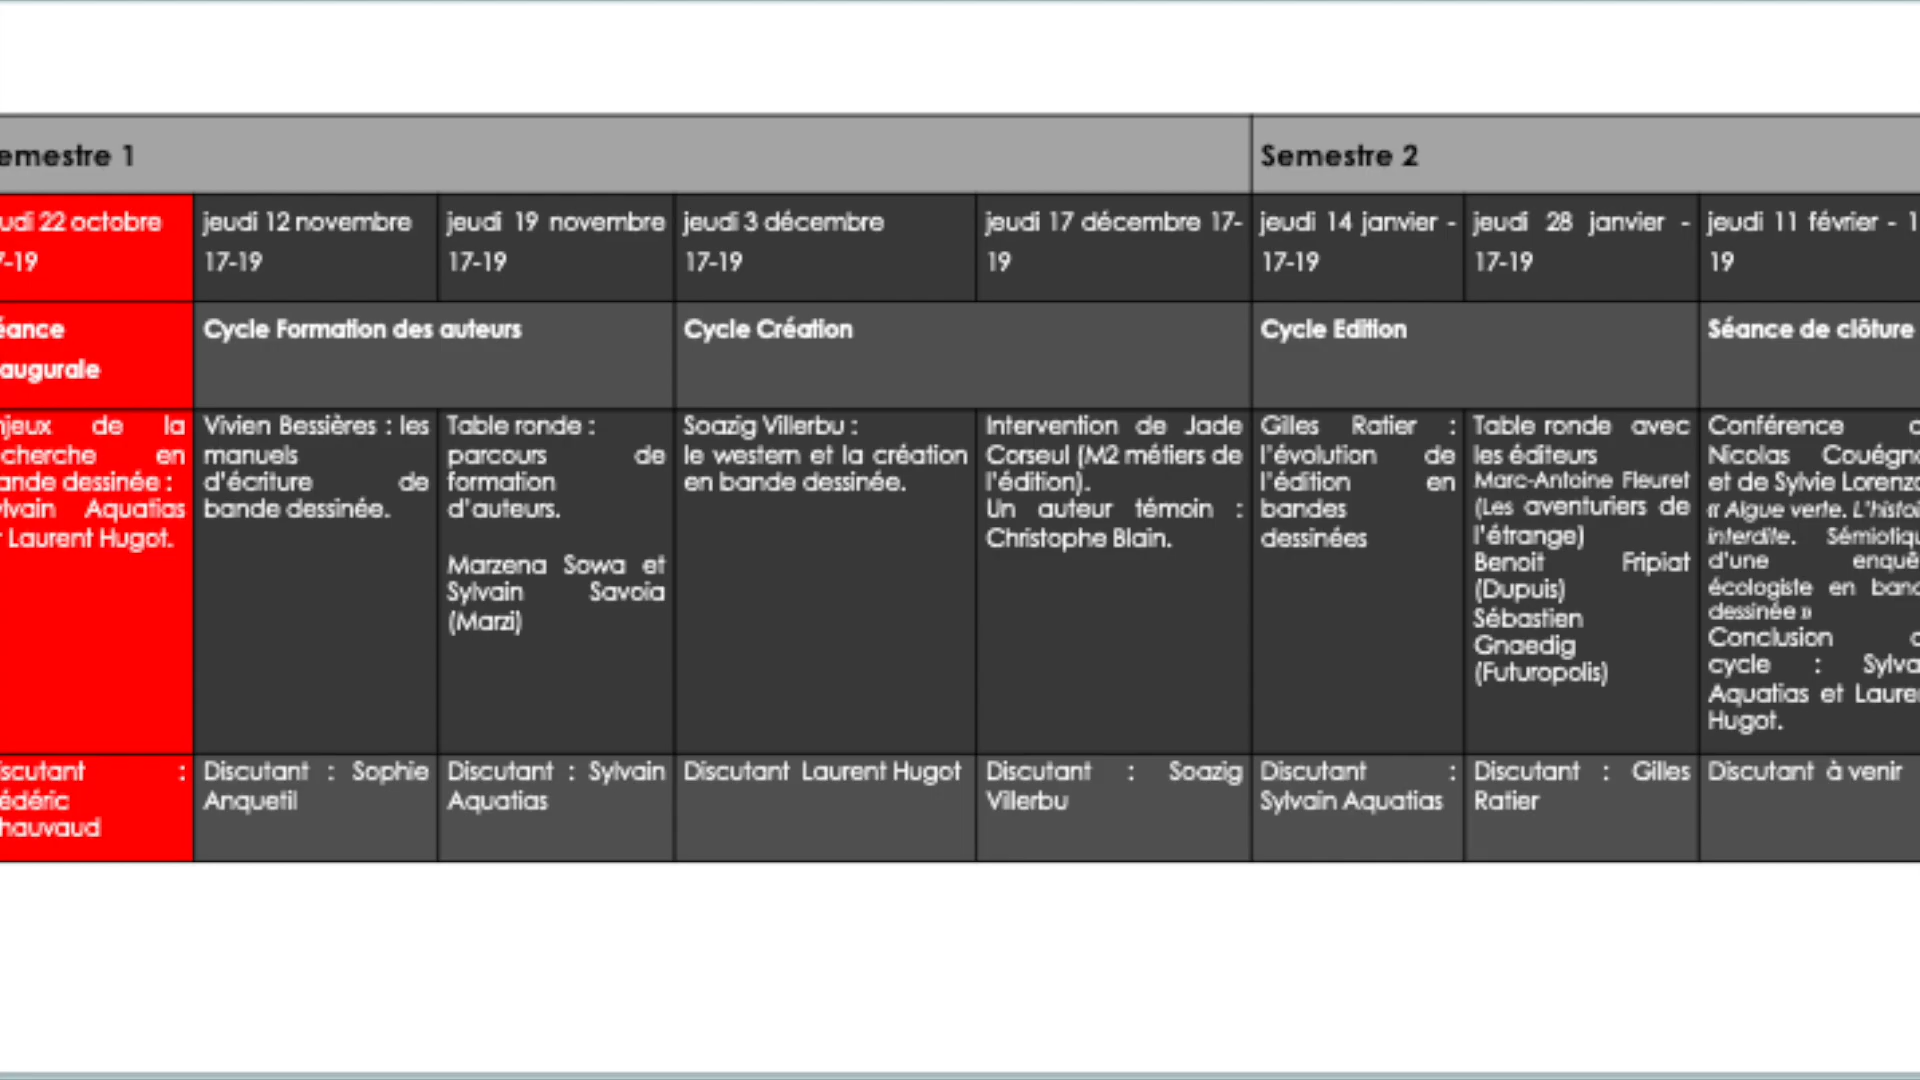 emestre 1
Semestre 2
udi 22 octobre
7-19
jeudi 12 novembre
17-19
jeudi 19 novembre
17-19
jeudi 3 décembre
17-19
jeudi 17 décembre 17-
19
jeudi 14 janvier -
17-19
jeudi 28 janvier -
17-19
jeudi 11 février - 1
19
éance
augurale
Cycle Formation des auteurs
Cycle Création
Cycle Edition
Séance de clôture
njeux de la
cherche en
ande dessinée :
ylvain Aquatias
t Laurent Hugot.
Vivien Bessières : les
manuels
d'écriture de
bande dessinée.
Table ronde :
parcours de
formation
d'auteurs.
Marzena Sowa et
Sylvain Savoia
(Marzi)
Soazig Villerbu :
le western et la création
en bande dessinée.
Intervention de Jade
Corseul (M2 métiers de
l'édition).
Un auteur témoin :
Christophe Blain.
Gilles Ratier :
l'évolution de
l'édition en
bandes
dessinées
Table ronde avec
les éditeurs
Marc-Antoine Fleuret
(Les aventuriers de
l'étrange)
Benoit Fripiat
(Dupuis)
Sébastien
Gnaedig
(Futuropolis)
Conférence
Nicolas Couégna
et de Sylvie Lorenzo
« Algue verte. L'histoi
interdite. Sémiotiqu
d'une enquê
écologiste en band
dessinée »
Conclusion
cycle : Sylva
Aquatias et Laure
Hugot.
iscutant :
édéric
hauvaud
Discutant : Sophie
Anquetil
Discutant : Sylvain
Aquatias
Discutant Laurent Hugot
Discutant : Soazig
Villerbu
Discutant :
Sylvain Aquatias
Discutant : Gilles
Ratier
Discutant à venir